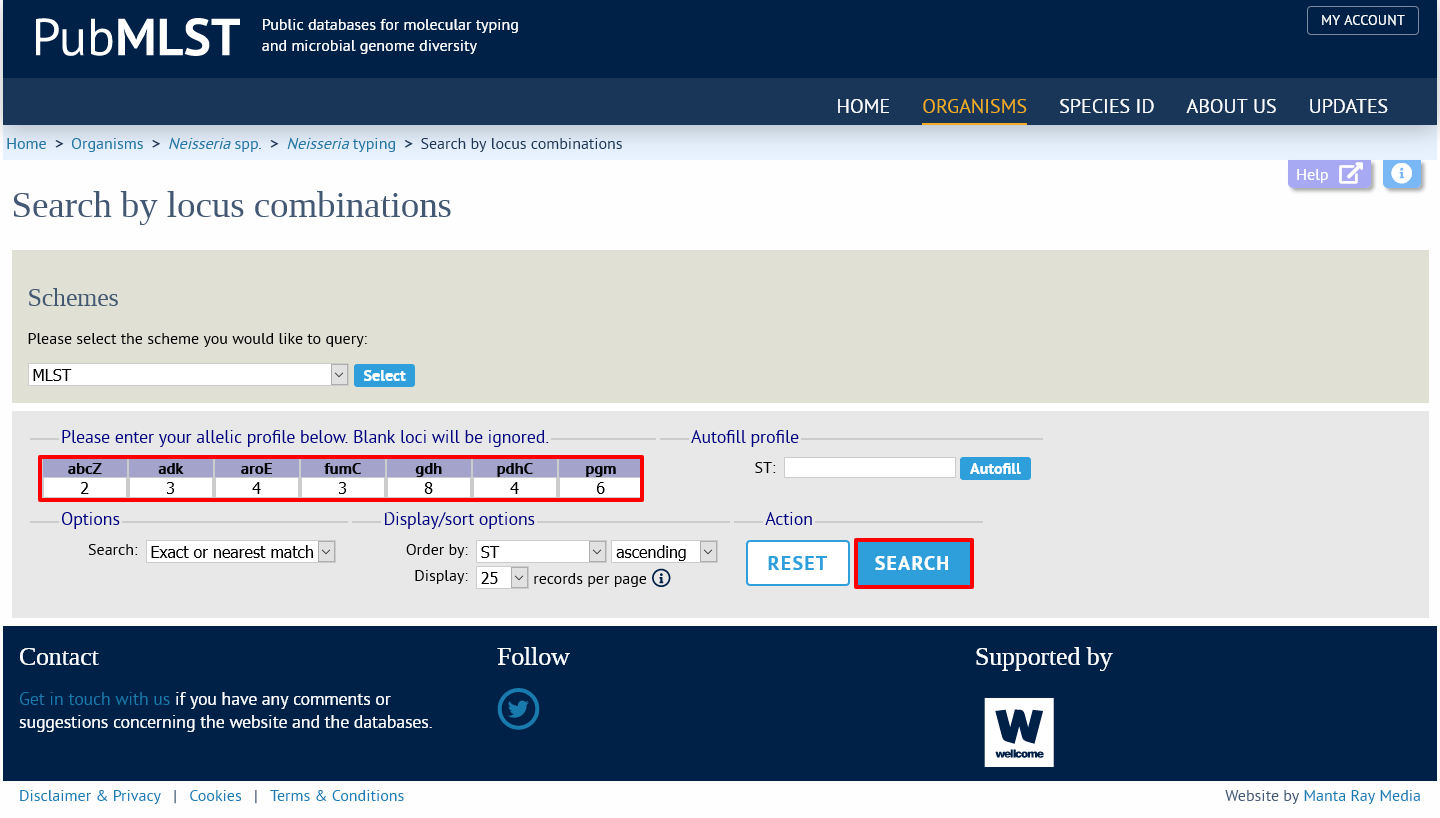 PubMLST
Public databases for molecular typing
and microbial genome diversity
MY ACCOUNT
HOME ORGANISMS SPECIES ID ABOUT US UPDATES
Home > Organisms > Neisseria spp. > Neisseria typing > Search by locus combinations
Help
Search by locus combinations
Schemes
Please select the scheme you would like to query:
MLST Select
Please enter your allelic profile below. Blank loci will be ignored.
abcZ adk aroE fumC gdh pdhC pgm
2 3 4 3 8 4 6
Autofill profile
ST: Autofill
Options
Search: Exact or nearest match
Display/sort options
Order by: ST ascending
Display: 25 records per page
Action
RESET SEARCH
Contact
Get in touch with us if you have any comments or
suggestions concerning the website and the databases.
Follow
Supported by
W
wellcome
Disclaimer & Privacy | Cookies | Terms & Conditions
Website by Manta Ray Media